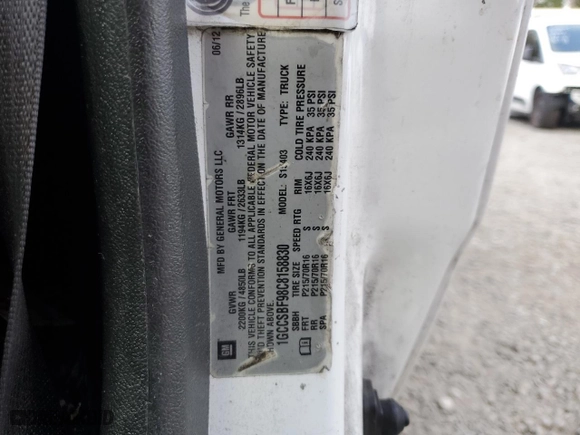 MFD BY GENERAL MOTORS LLC 06/12
GVWR GAWR FRT GAWR RR
2200KG / 4850LB 1194KG / 2633LB 1314KG / 2896LB
THIS VEHICLE CONFORMS TO ALL APPLICABLE FEDERAL MOTOR VEHICLE SAFETY
AND THEFT PREVENTION STANDARDS IN EFFECT ON THE DATE OF MANUFACTURE
SHOWN ABOVE.
1GCCSBF98C8158830 MODEL: TYPE: TRUCK
SBBH TIRE SIZE SPEED RTG RIM COLD TIRE PRESSURE
FRT P215/70R16 S 16X6J 240 KPA 35 PSI
RR P215/70R16 S 16X6J 240 KPA 35 PSI
SPA P215/70R16 S 16X6J 240 KPA 35 PSI
GM